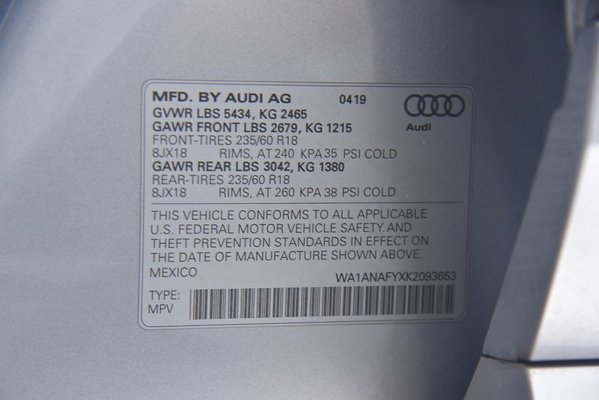 MFD. BY AUDI AG 0419
GVWR LBS 5434, KG 2465
GAWR FRONT LBS 2679, KG 1215
Audi
FRONT-TIRES 235/60 R18
8JX18 RIMS, AT 240 KPA 35 PSI COLD
GAWR REAR LBS 3042, KG 1380
REAR-TIRES 235/60 R18
8JX18 RIMS, AT 260 KPA 38 PSI COLD
THIS VEHICLE CONFORMS TO ALL APPLICABLE
U.S. FEDERAL MOTOR VEHICLE SAFETY AND
THEFT PREVENTION STANDARDS IN EFFECT ON
THE DATE OF MANUFACTURE SHOWN ABOVE.
MEXICO WA1ANAFYXK2093653
TYPE:
MPV